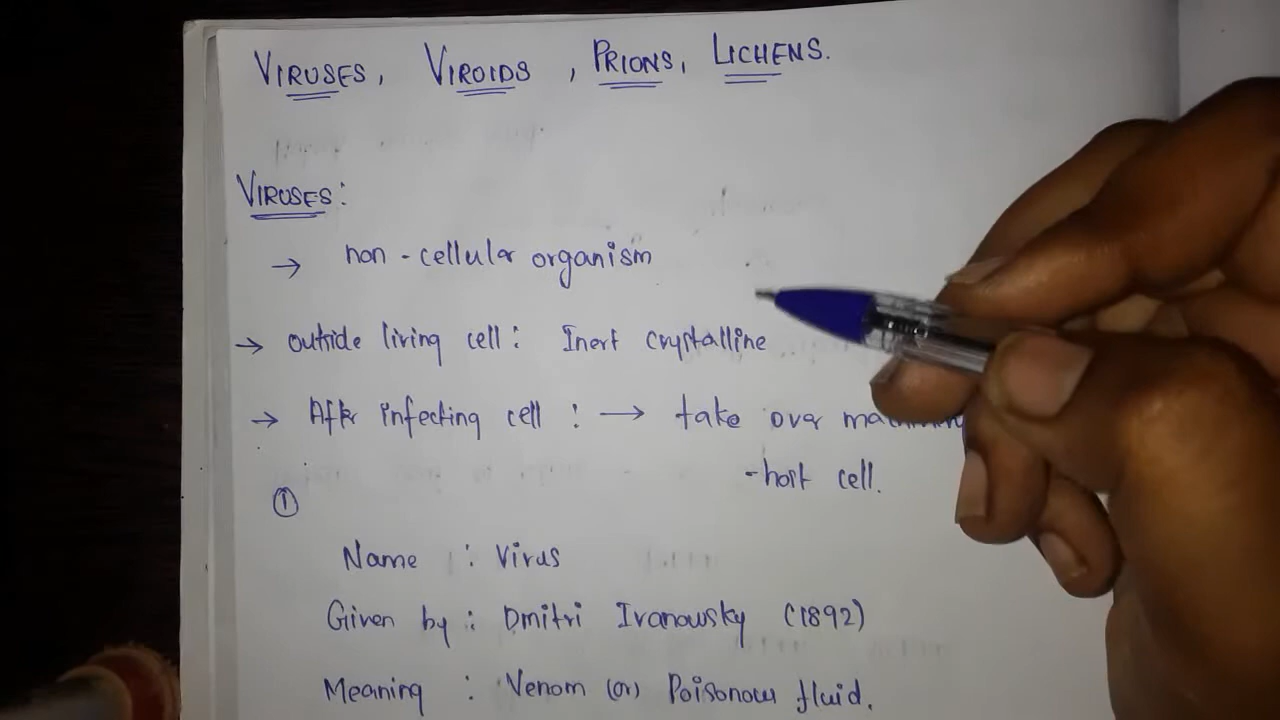 VIRUSES, VIROIDS, PRIONS, LICHENS.
VIRUSES:
→ non-cellular organism
→ outside living cell: Inert crystalline
→ After infecting cell: → take over
-host cell.
①
Name : Virus
Given by: Dmitri Ivanowsky (1892)
Meaning : Venom (or) Poisonous fluid.